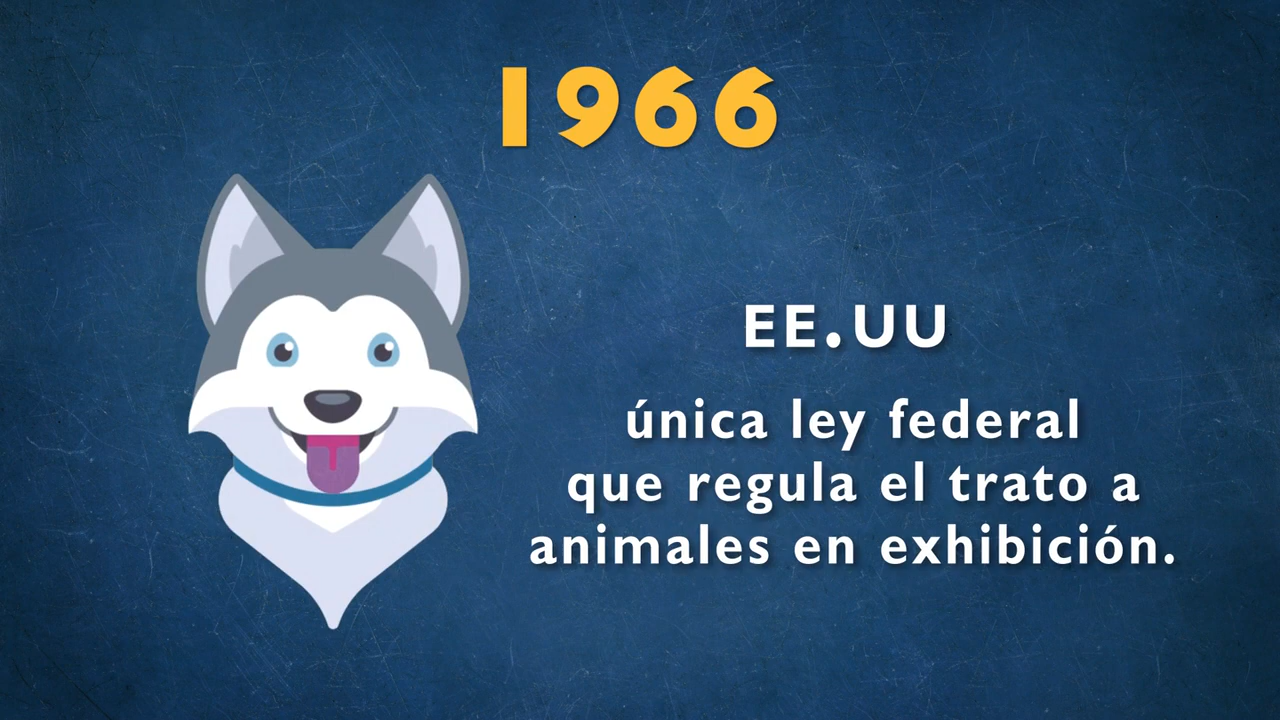 1966
EE.UU
única ley federal
que regula el trato a
animales en exhibición.